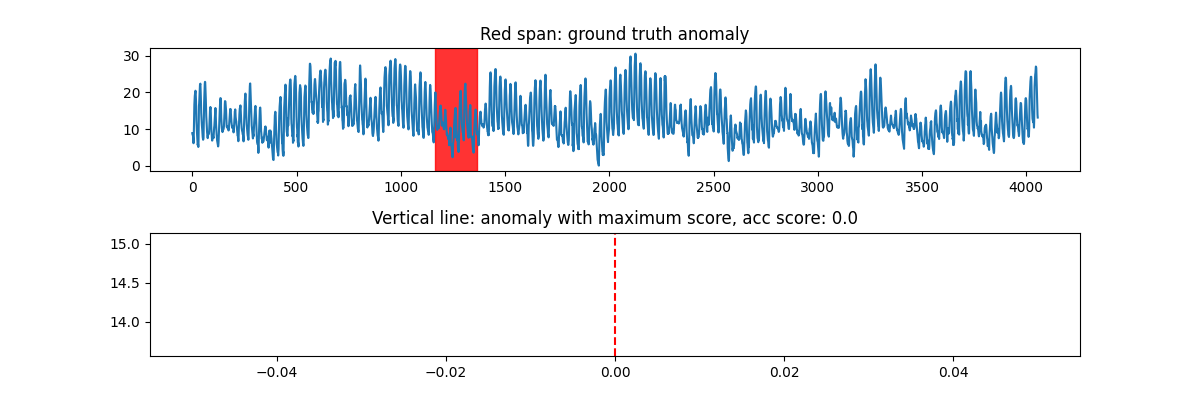 Red span: ground truth anomaly
30
20
10
0
0 500 1000 1500 2000 2500 3000 3500 4000
Vertical line: anomaly with maximum score, acc score: 0.0
15.0
14.5
14.0
−0.04 −0.02 0.00 0.02 0.04